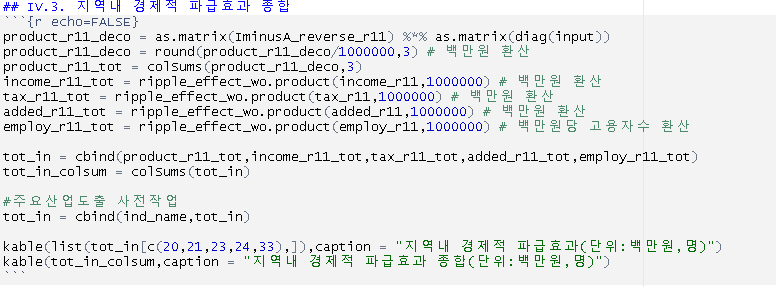 ## IV.3. 지역내 경제적 파급효과 종합
```{r echo=FALSE}
product_r11_deco = as.matrix(IminusA_reverse_r11) %*% as.matrix(diag(input))
product_r11_deco = round(product_r11_deco/1000000,3) # 백만원 환산
product_r11_tot = colSums(product_r11_deco,3)
income_r11_tot = ripple_effect_wo.product(income_r11,1000000) # 백만원 환산
tax_r11_tot = ripple_effect_wo.product(tax_r11,1000000) # 백만원 환산
added_r11_tot = ripple_effect_wo.product(added_r11,1000000) # 백만원 환산
employ_r11_tot = ripple_effect_wo.product(employ_r11,1000000) # 백만원당 고용자수 환산
tot_in = cbind(product_r11_tot,income_r11_tot,tax_r11_tot,added_r11_tot,employ_r11_tot)
tot_in_colsum = colSums(tot_in)
#주요산업도출 사전작업
tot_in = cbind(ind_name,tot_in)
kable(list(tot_in[c(20,21,23,24,33),]),caption = "지역내 경제적 파급효과(단위:백만원,명)")
kable(tot_in_colsum,caption = "지역내 경제적 파급효과 종합(단위:백만원,명)")
```